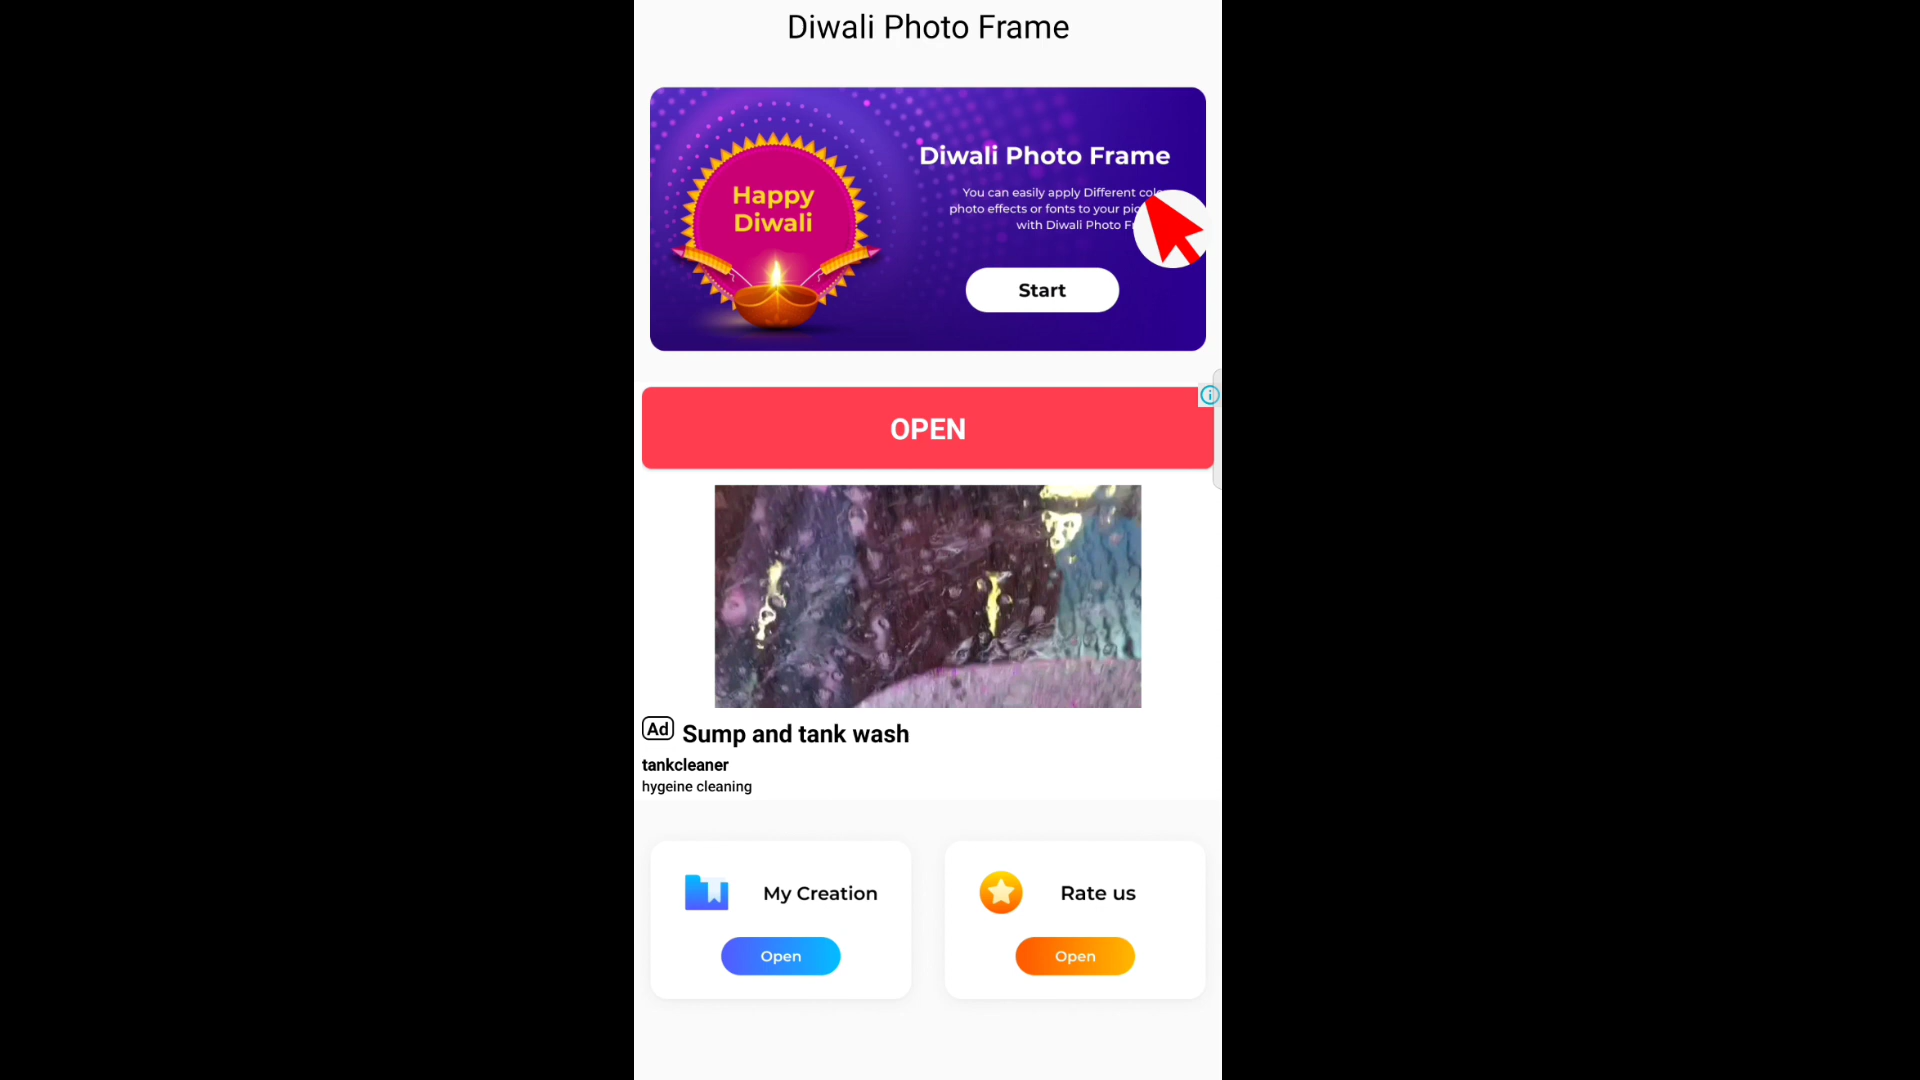 Diwali Photo Frame
Happy
Diwali
Diwali Photo Frame
You can easily apply Different
photo effects or fonts to your
with Diwali Photo
Start
OPEN
Ad Sump and tank wash
tankcleaner
hygeine cleaning
My Creation
Rate us
Open
Open